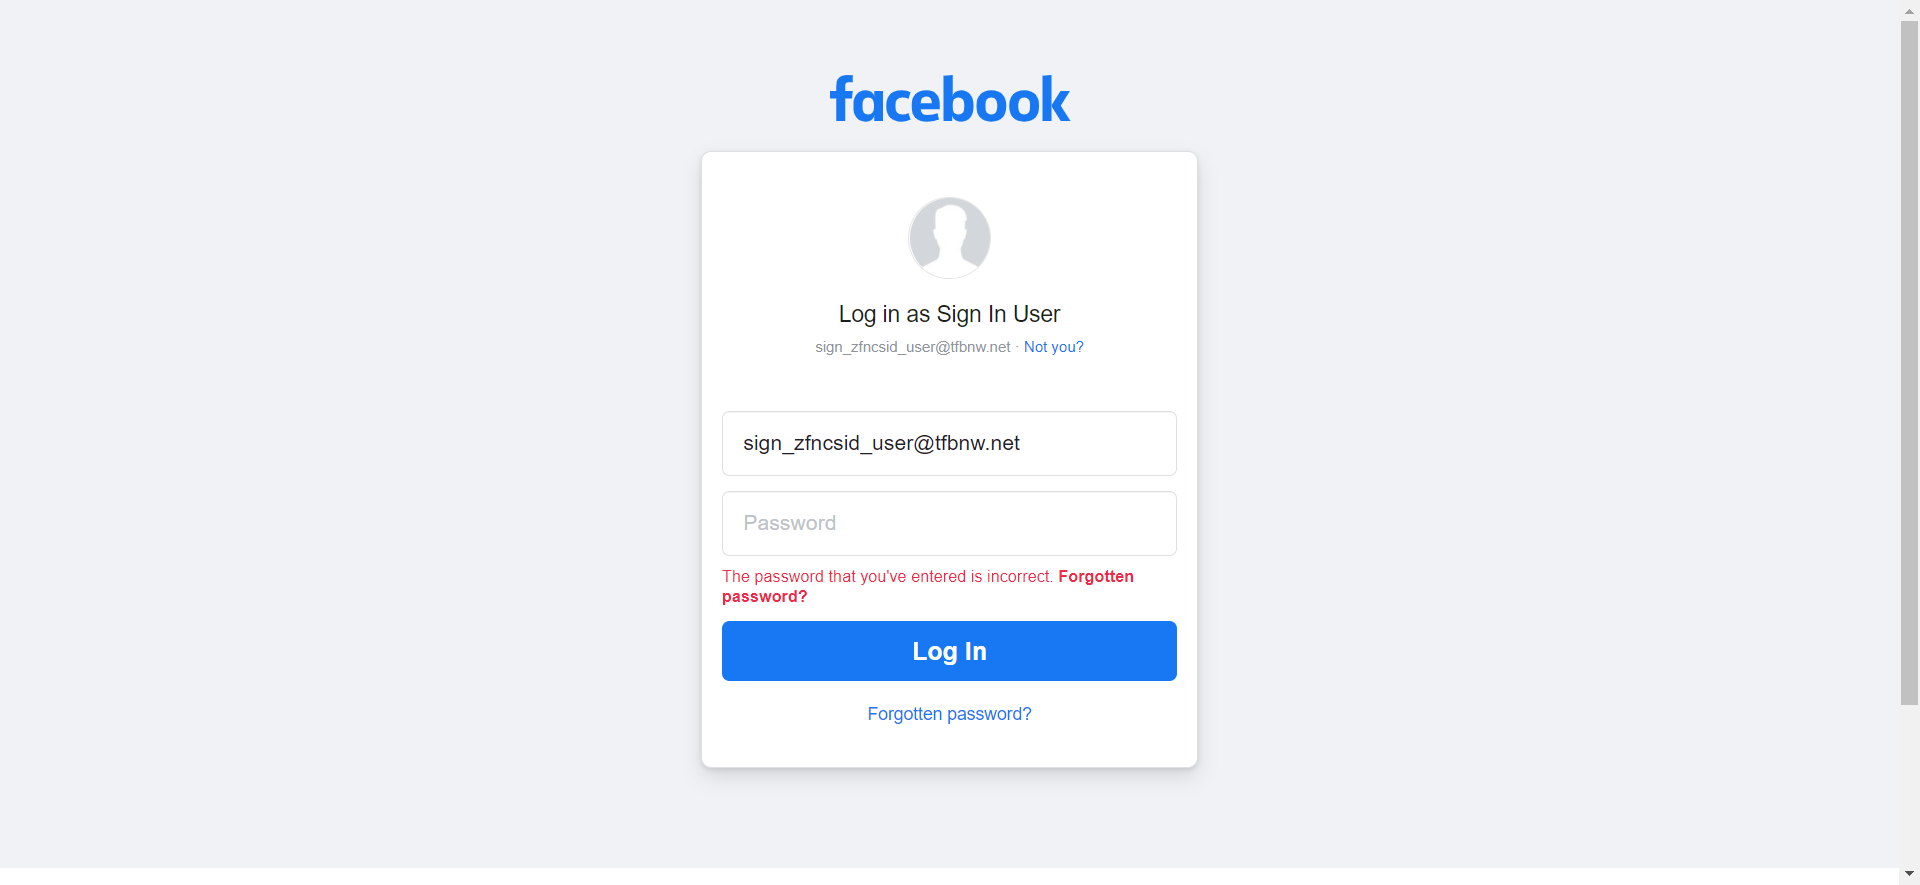 facebook
Log in as Sign In User
sign_zfncsid_user@tfbnw.net · Not you?
sign_zfncsid_user@tfbnw.net
Password
The password that you've entered is incorrect. Forgotten
password?
Log In
Forgotten password?